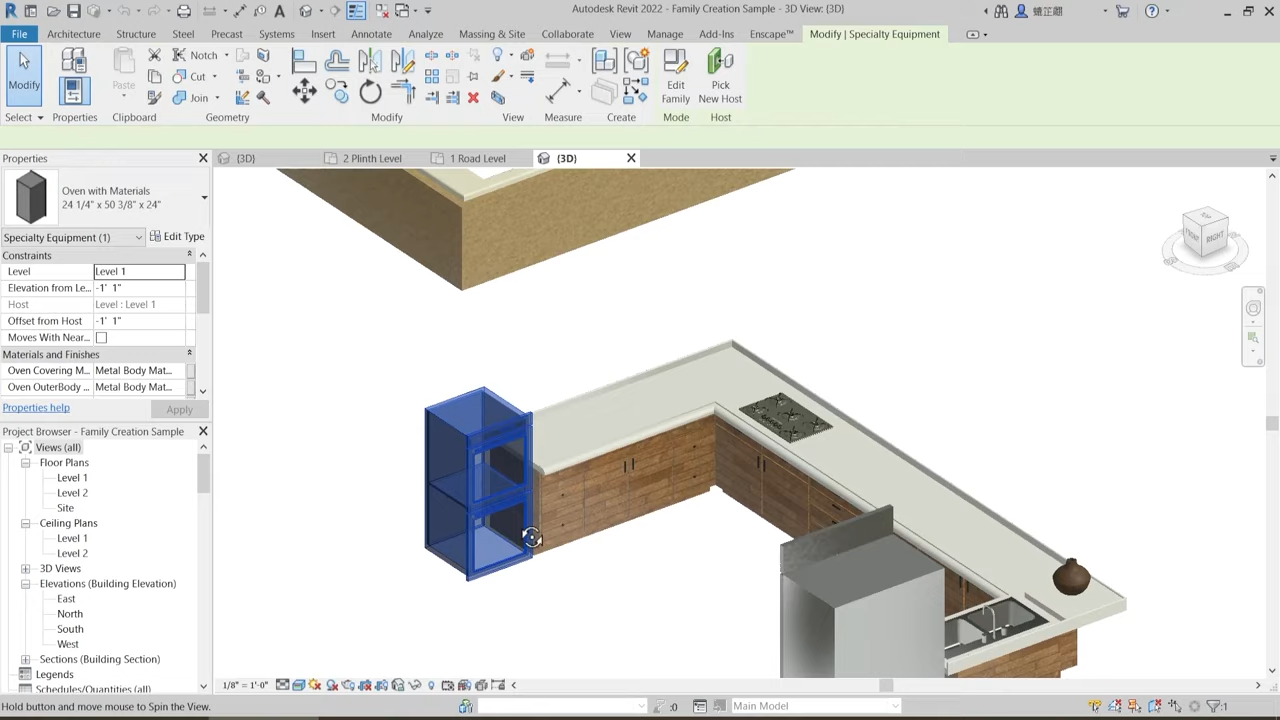 Autodesk Revit 2022 - Family Creation Sample - 3D View: {3D}
File
Architecture
Structure
Steel
Precast
Systems
Insert
Annotate
Analyze
Massing & Site
Collaborate
View
Manage
Add-Ins
Enscape™
Modify | Specialty Equipment
Modify
Paste
Notch
Cut
Join
Edit Family
Pick New Host
Select
Properties
Clipboard
Geometry
Modify
View
Measure
Create
Mode
Host
Properties
{3D}
2 Plinth Level
1 Road Level
{3D}
Oven with Materials
24 1/4" x 50 3/8" x 24"
Specialty Equipment (1)
Edit Type
Constraints
Level Level 1
Elevation from Le... -1' 1"
Host Level : Level 1
Offset from Host -1' 1"
Moves With Near...
Materials and Finishes
Oven Covering M... Metal Body Mat...
Oven OuterBody ... Metal Body Mat...
Properties help
Apply
TOP
FRONT
RIGHT
Project Browser - Family Creation Sample
Views (all)
Floor Plans
Level 1
Level 2
Site
Ceiling Plans
Level 1
Level 2
3D Views
Elevations (Building Elevation)
East
North
South
West
Sections (Building Section)
Legends
Schedules/Quantities (all)
1/8" = 1'-0"
Hold button and move mouse to Spin the View.
:0
Main Model
:1